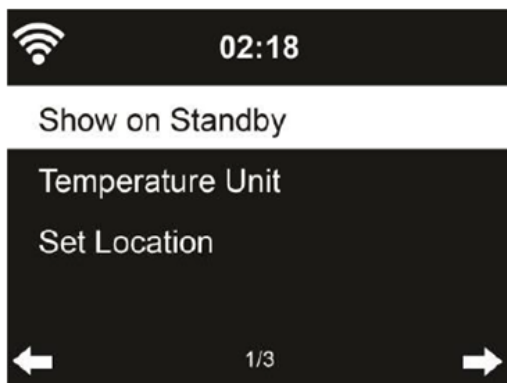 02:18
Show on Standby
Temperature Unit
Set Location
1/3